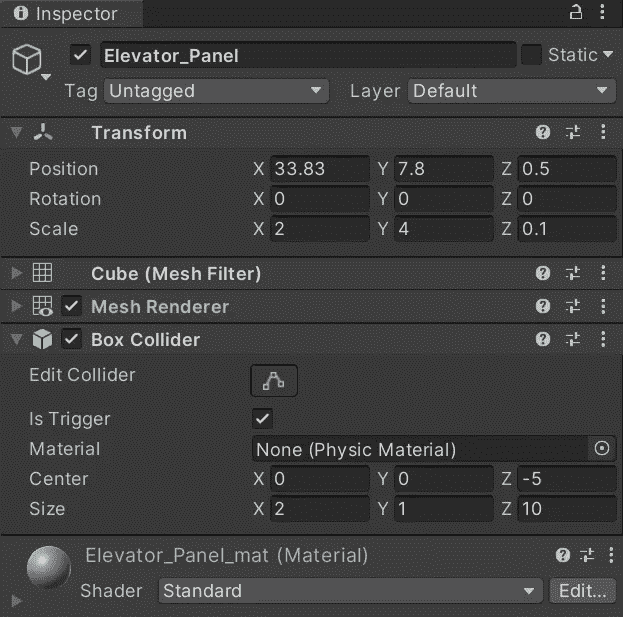 Inspector
Elevator_Panel Static
Tag Untagged Layer Default
Transform
Position X 33.83 Y 7.8 Z 0.5
Rotation X 0 Y 0 Z 0
Scale X 2 Y 4 Z 0.1
Cube (Mesh Filter)
Mesh Renderer
Box Collider
Edit Collider
Is Trigger
Material None (Physic Material)
Center X 0 Y 0 Z -5
Size X 2 Y 1 Z 10
Elevator_Panel_mat (Material)
Shader Standard Edit...